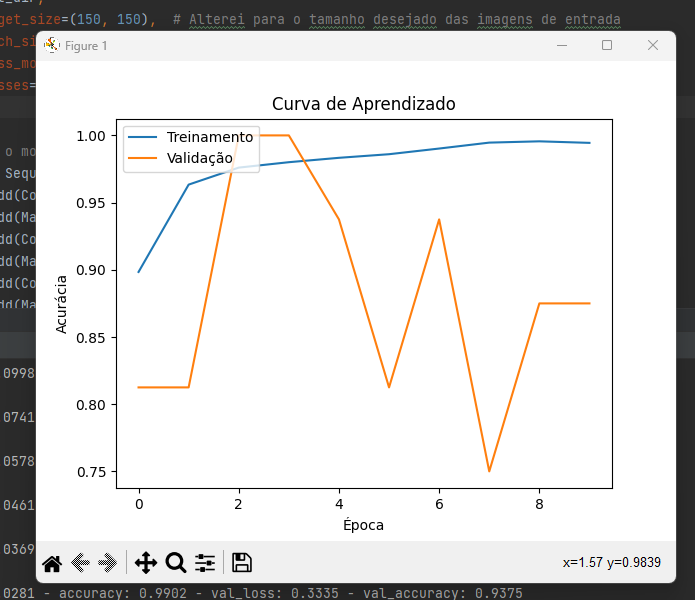 get_size=(150, 150),  # Alterei para o tamanho desejado das imagens de entrada
ch_si
Figure 1
ss_mo
sses=
Curva de Aprendizado
1.00
Treinamento
Validação
o mo
Sequ
0.95
dd(Co
dd(Ma
dd(Co
0.90
dd(Ma
dd(Co
dd(Ma
Acurácia
0.85
0998
0.80
0741
0578
0.75
0461
0 2 4 6 8
Época
0369
x=1.57 y=0.9839
0281 - accuracy: 0.9902 - val_loss: 0.3335 - val_accuracy: 0.9375